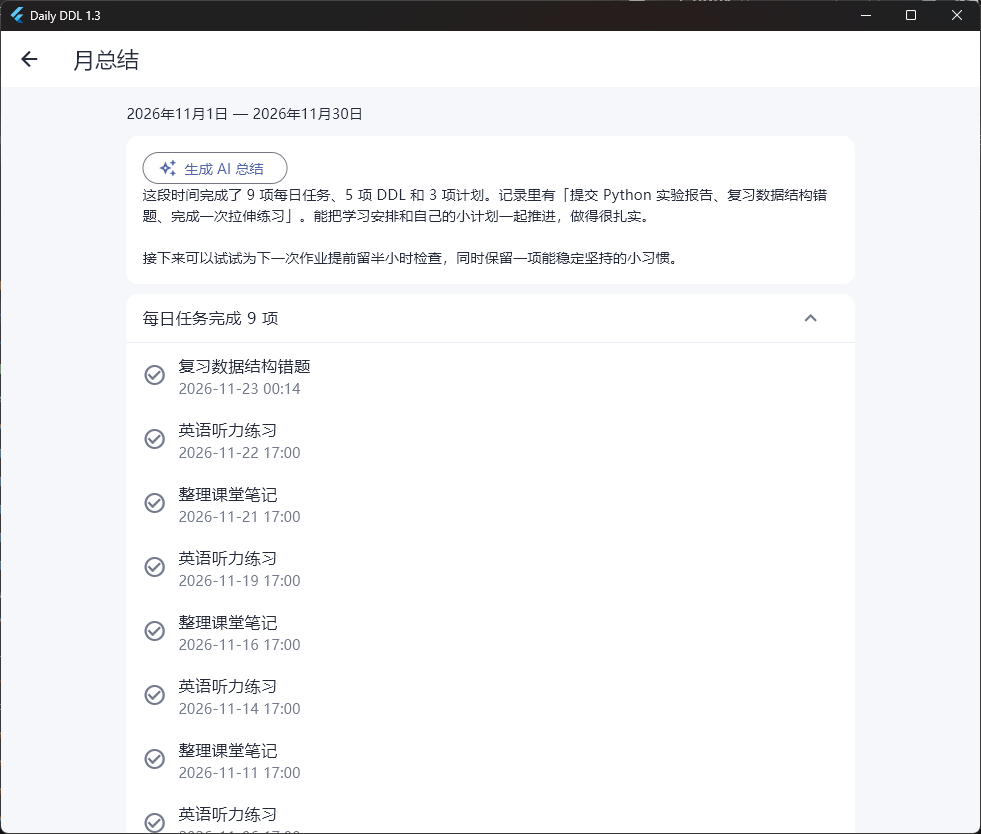 Daily DDL 1.3
月总结
2026年11月1日 — 2026年11月30日
生成 AI 总结
这段时间完成了 9 项每日任务、5 项 DDL 和 3 项计划。记录里有「提交 Python 实验报告、复习数据结构错
题、完成一次拉伸练习」。能把学习安排和自己的小计划一起推进，做得很扎实。
接下来可以试试为下一次作业提前留半小时检查，同时保留一项能稳定坚持的小习惯。
每日任务完成 9 项
复习数据结构错题
2026-11-23 00:14
英语听力练习
2026-11-22 17:00
整理课堂笔记
2026-11-21 17:00
英语听力练习
2026-11-19 17:00
整理课堂笔记
2026-11-16 17:00
英语听力练习
2026-11-14 17:00
整理课堂笔记
2026-11-11 17:00
英语听力练习